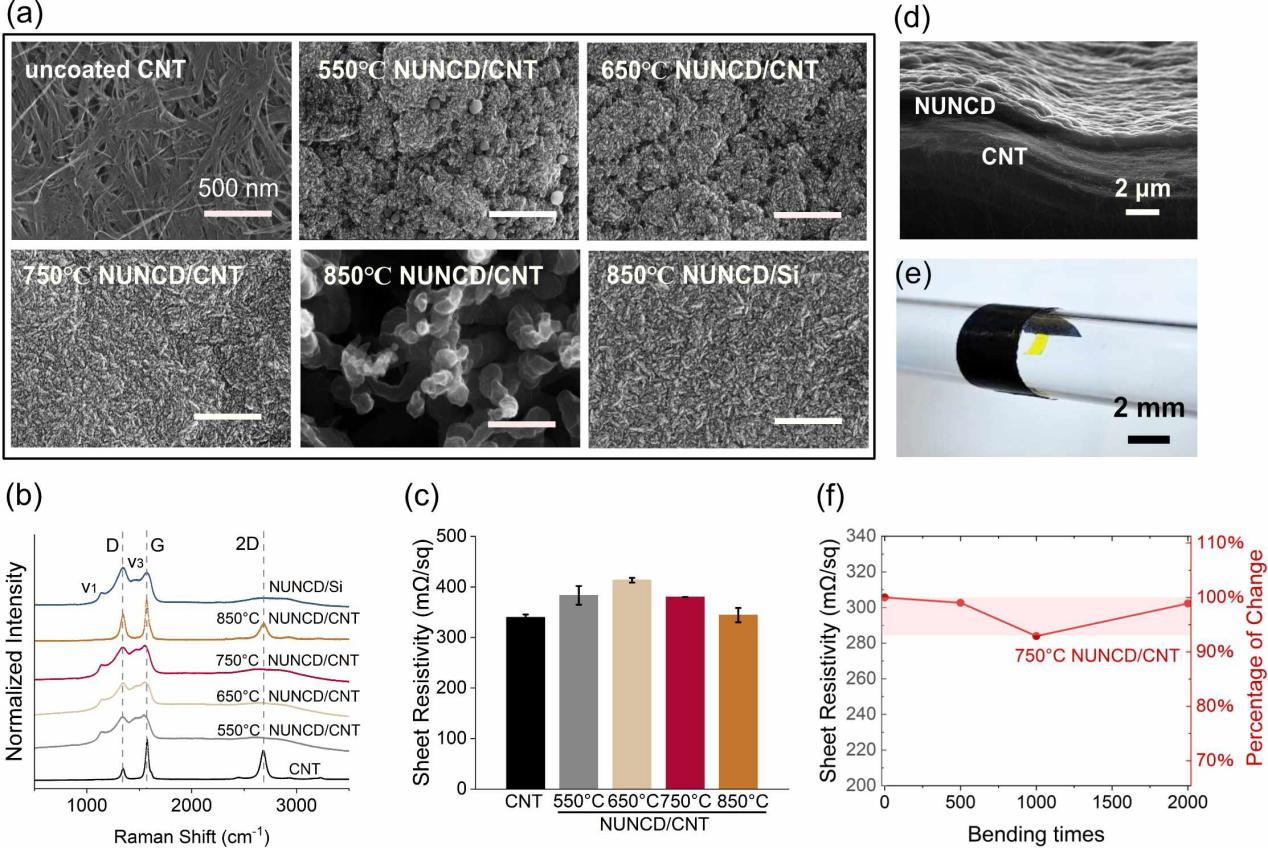 (a)
uncoated CNT
500 nm
550℃ NUNCD/CNT
650℃ NUNCD/CNT
750℃ NUNCD/CNT
850℃ NUNCD/CNT
850℃ NUNCD/Si
(d)
NUNCD
CNT
2 μm
(e)
2 mm
(b)
D
ν3
G
2D
ν1
NUNCD/Si
850°C NUNCD/CNT
750°C NUNCD/CNT
650°C NUNCD/CNT
550°C NUNCD/CNT
CNT
Normalized Intensity
1000
2000
3000
Raman Shift (cm-1)
(c)
Sheet Resistivity (mΩ/sq)
500
400
300
200
100
0
CNT
550°C
650°C
750°C
850°C
NUNCD/CNT
(f)
Sheet Resistivity (mΩ/sq)
340
320
300
280
260
240
220
200
110%
100%
90%
80%
70%
Percentage of Change
750°C NUNCD/CNT
0
500
1000
1500
2000
Bending times